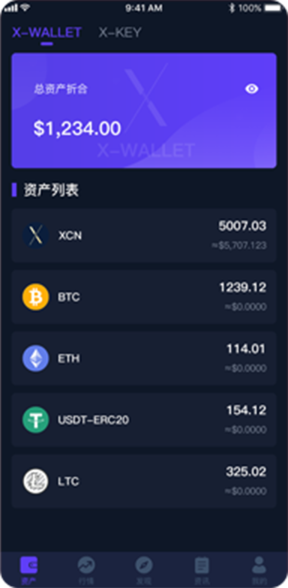 9:41 AM
100%
X-WALLET X-KEY
总资产折合
$1,234.00
X-WALLET
资产列表
XCN 5007.03
≈$5,707.123
BTC 1239.12
≈$0.0000
ETH 114.01
≈$0.0000
USDT-ERC20 154.12
≈$0.0000
LTC 325.02
≈$0.0000
资产 行情 发现 资讯 我的